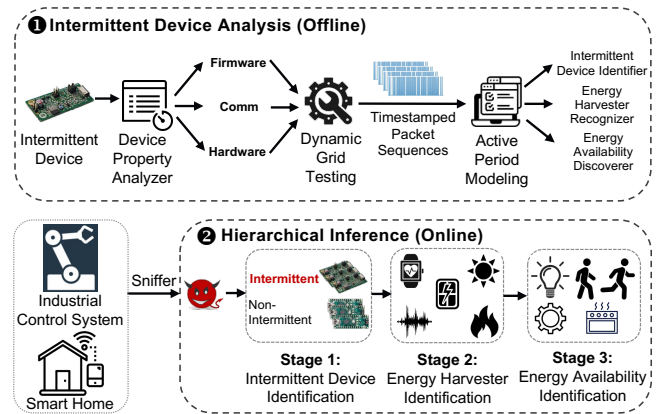 ❶ Intermittent Device Analysis (Offline)
Intermittent
Device
Device
Property
Analyzer
Firmware
Comm
Hardware
Dynamic
Grid
Testing
Timestamped
Packet
Sequences
Active
Period
Modeling
Intermittent
Device Identifier
Energy
Harvester
Recognizer
Energy
Availability
Discoverer
Industrial
Control System
Smart Home
Sniffer
❷ Hierarchical Inference (Online)
Intermittent
Non-
Intermittent
Stage 1:
Intermittent Device
Identification
Stage 2:
Energy Harvester
Identification
Stage 3:
Energy Availability
Identification